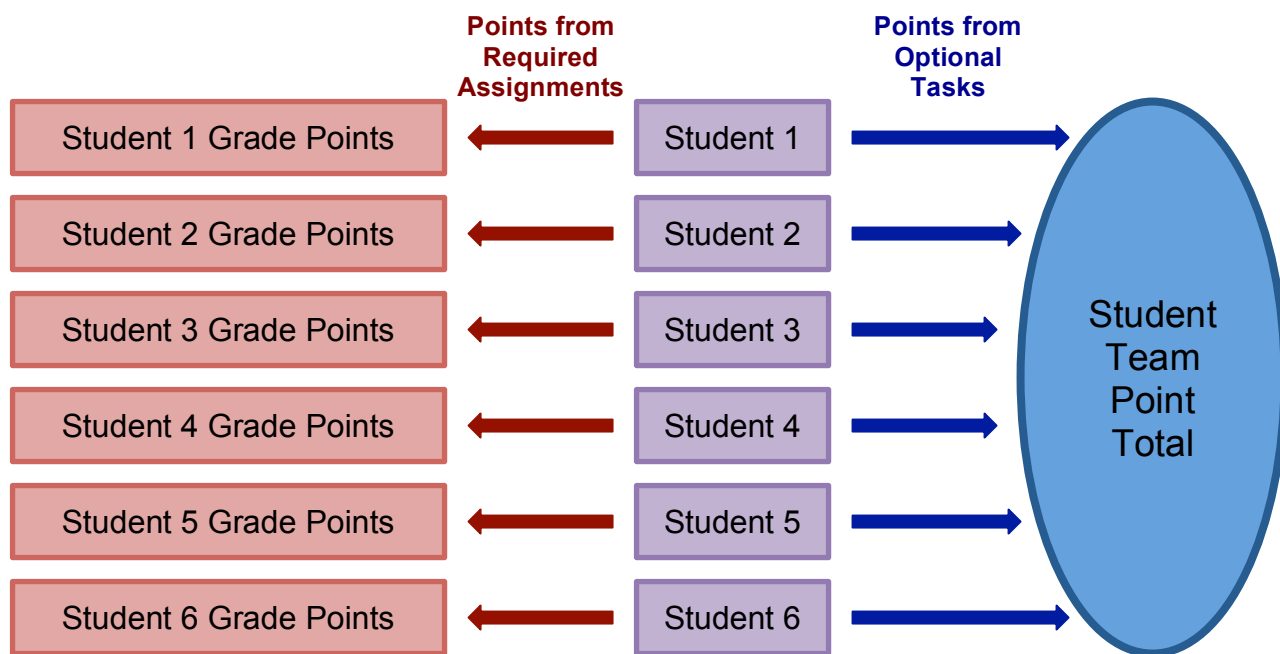 Points from
Required
Assignments
Points from
Optional
Tasks
Student 1 Grade Points
Student 1
Student 2 Grade Points
Student 2
Student 3 Grade Points
Student 3
Student 4 Grade Points
Student 4
Student 5 Grade Points
Student 5
Student 6 Grade Points
Student 6
Student
Team
Point
Total